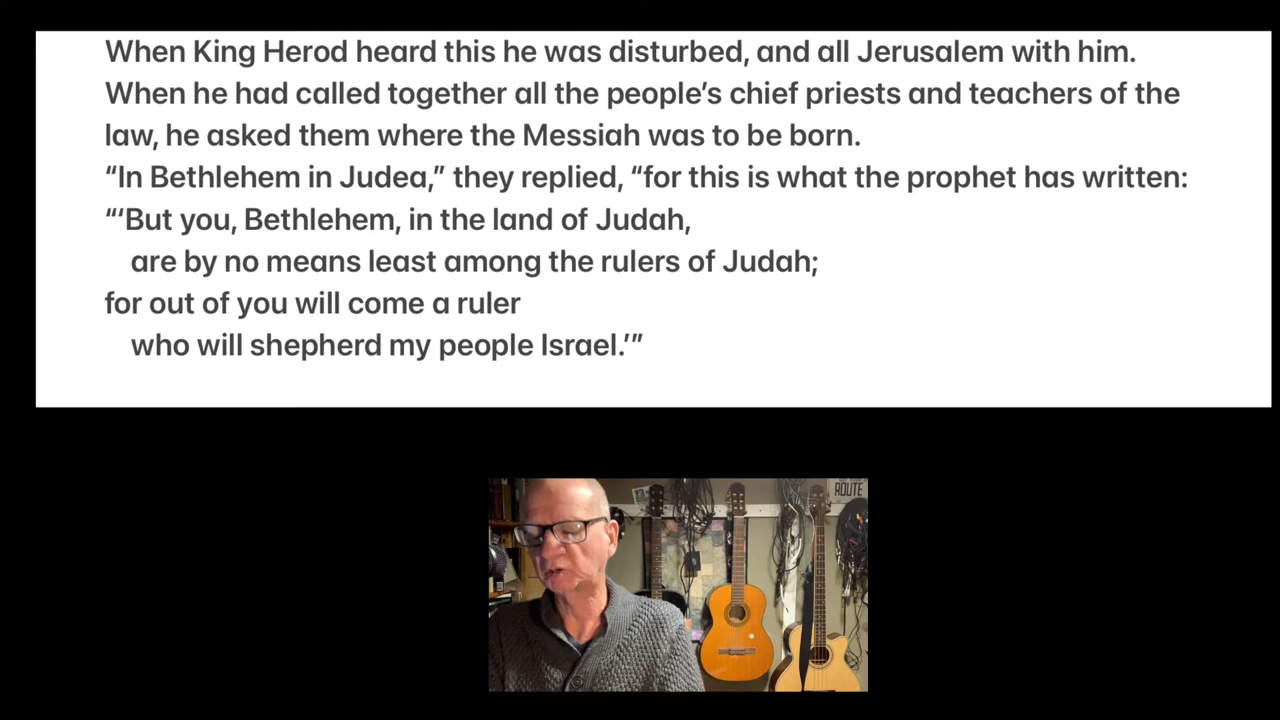 When King Herod heard this he was disturbed, and all Jerusalem with him.
When he had called together all the people’s chief priests and teachers of the
law, he asked them where the Messiah was to be born.
“In Bethlehem in Judea,” they replied, “for this is what the prophet has written:
“‘But you, Bethlehem, in the land of Judah,
are by no means least among the rulers of Judah;
for out of you will come a ruler
who will shepherd my people Israel.’”
ROUTE